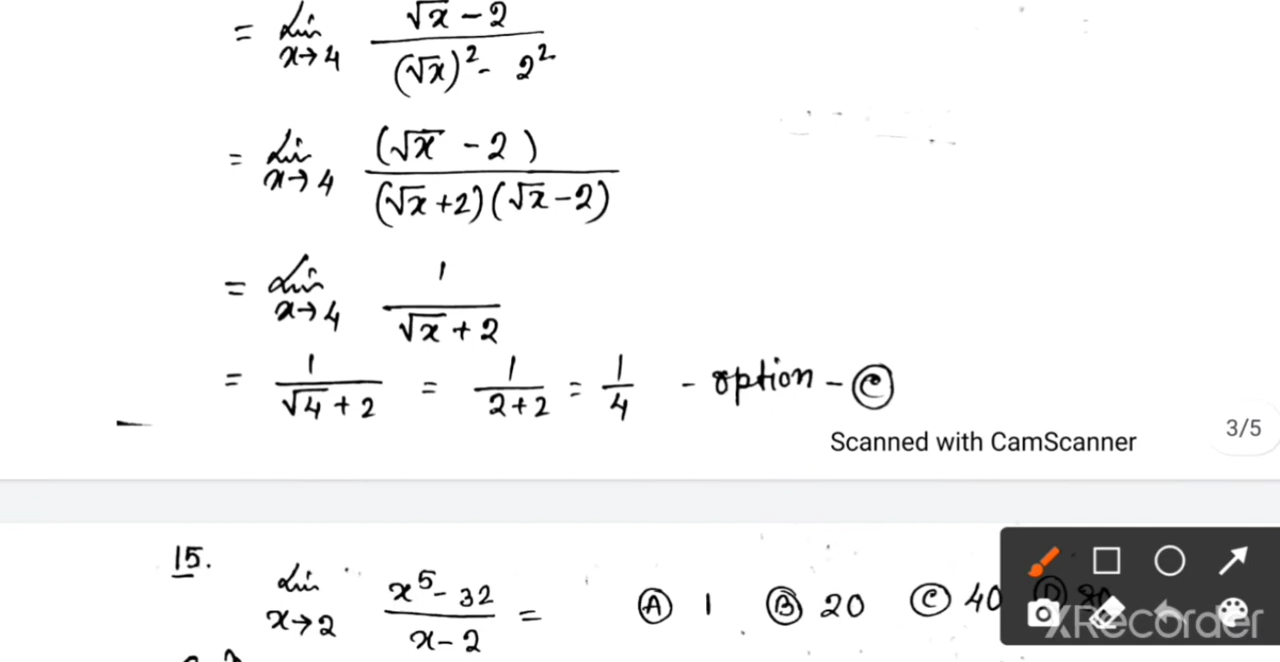 = Lim x→4 (√x - 2)/((√x)² - 2²)
= Lim x→4 (√x - 2)/((√x + 2)(√x - 2))
= Lim x→4 1/(√x + 2)
= 1/(√4 + 2) = 1/(2+2) = 1/4 - option - Ⓒ
Scanned with CamScanner
3/5
15.
Lim x→2 (x⁵ - 32)/(x - 2) = Ⓐ 1 Ⓑ 20 Ⓒ 40 Ⓓ 80
XRecorder